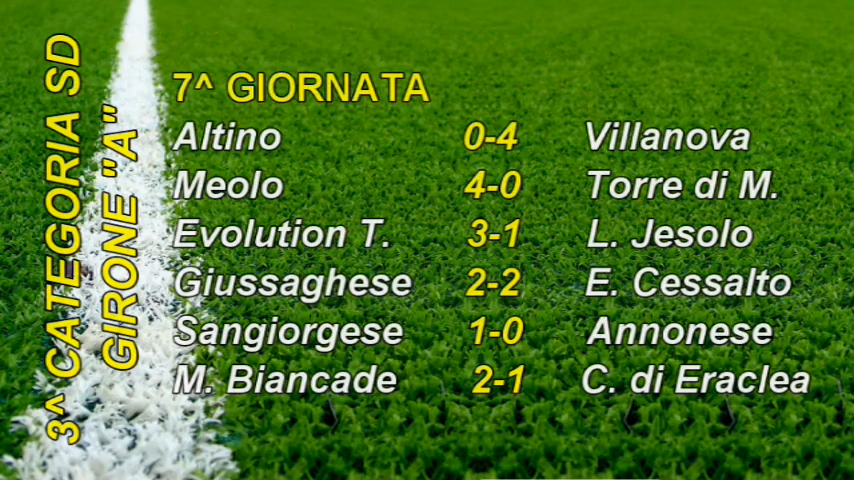 3^ CATEGORIA SD
GIRONE "A"
7^ GIORNATA
Altino 0-4 Villanova
Meolo 4-0 Torre di M.
Evolution T. 3-1 L. Jesolo
Giussaghese 2-2 E. Cessalto
Sangiorgese 1-0 Annonese
M. Biancade 2-1 C. di Eraclea